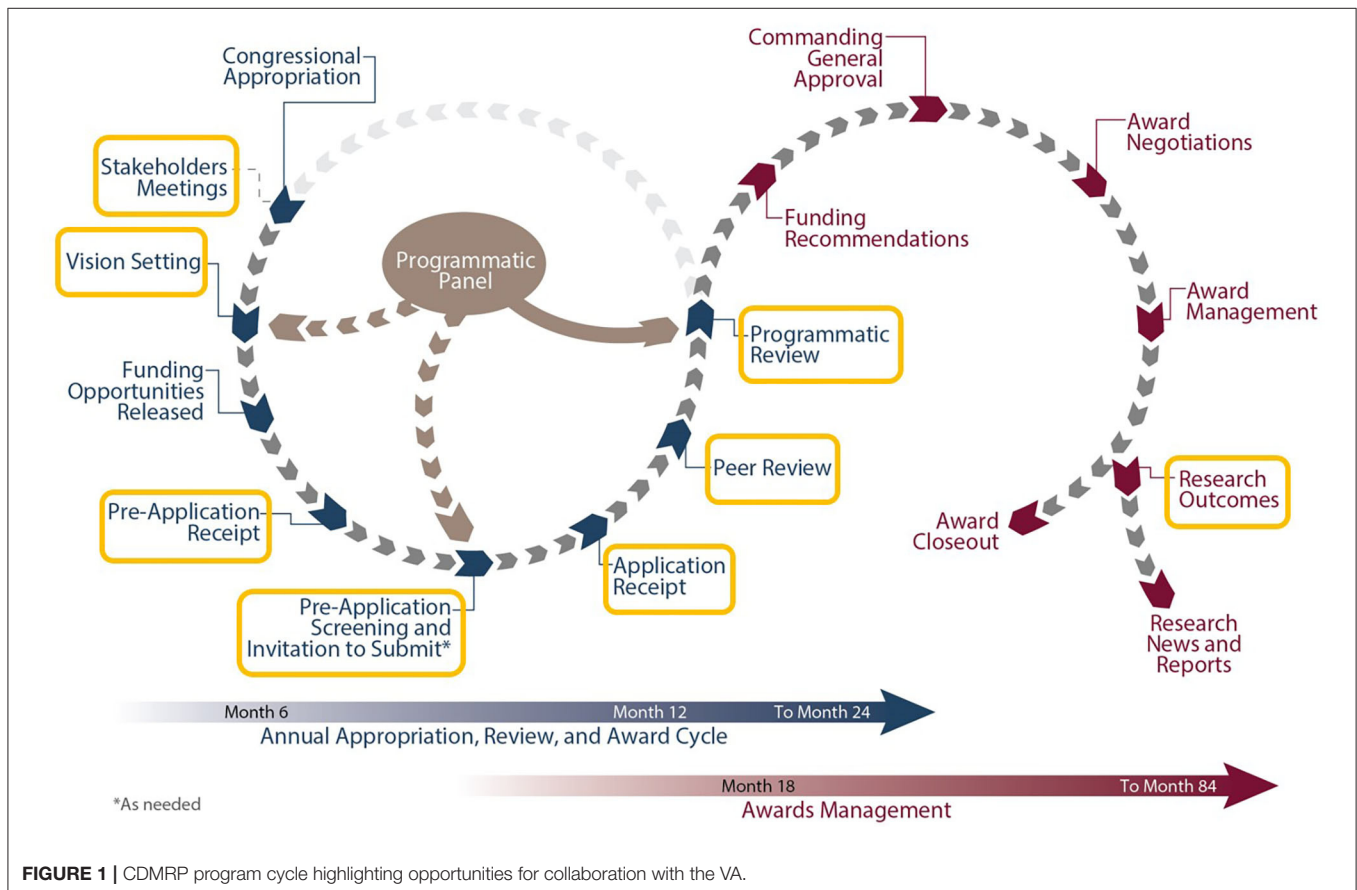 Congressional
Appropriation
Stakeholders
Meetings
Vision Setting
Funding
Opportunities
Released
Pre-Application
Receipt
Pre-Application
Screening and
Invitation to Submit*
Application
Receipt
Peer Review
Programmatic
Review
Programmatic
Panel
Funding
Recommendations
Commanding
General
Approval
Award
Negotiations
Award
Management
Research
Outcomes
Award
Closeout
Research
News and
Reports
Month 6 Month 12 To Month 24
Annual Appropriation, Review, and Award Cycle
Month 18 To Month 84
Awards Management
*As needed
FIGURE 1 | CDMRP program cycle highlighting opportunities for collaboration with the VA.